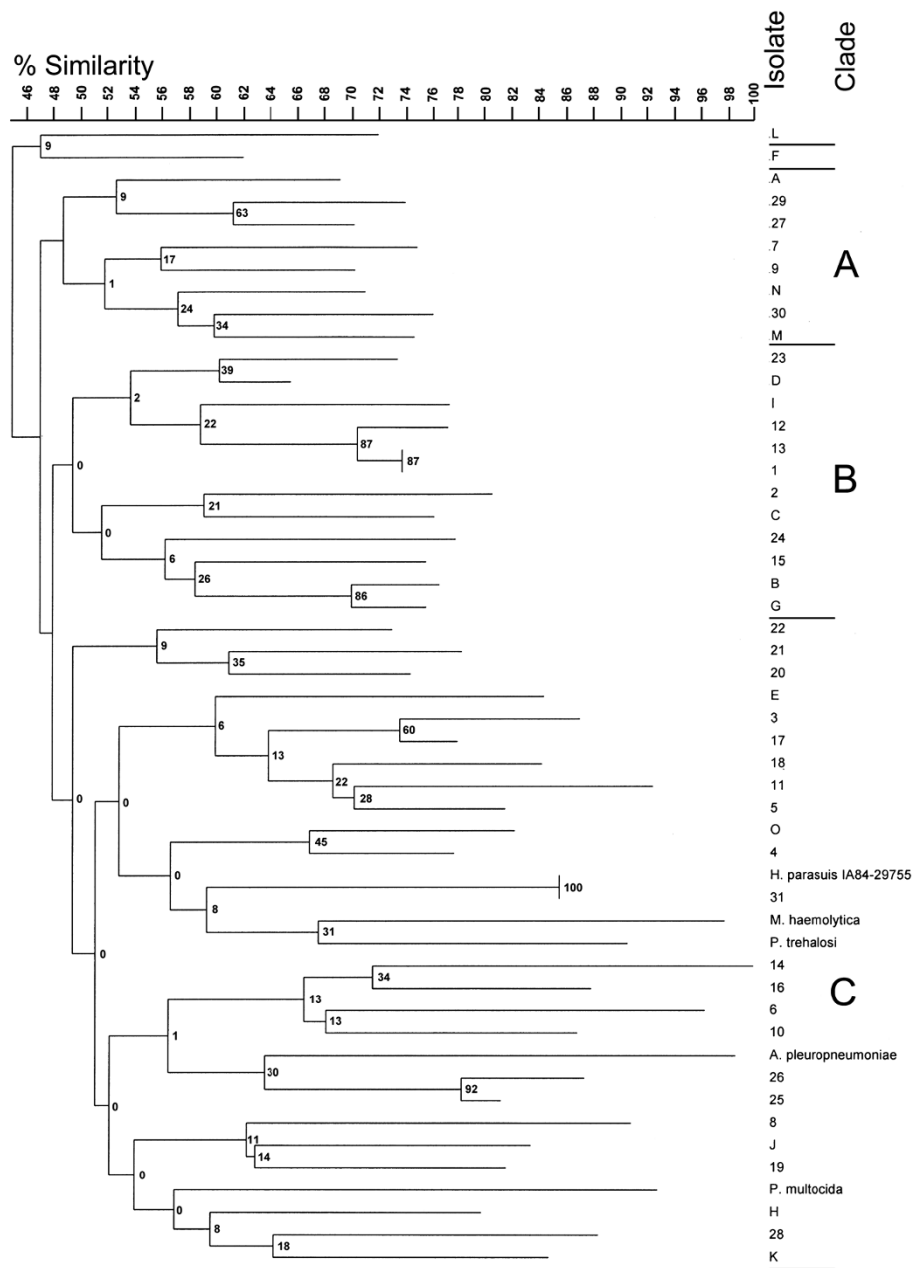 % Similarity
Isolate
Clade
46 48 50 52 54 56 58 60 62 64 66 68 70 72 74 76 78 80 82 84 86 88 90 92 94 96 98 100
L
9
F
A
9
29
63
27
7
17
A
9
1
N
24
30
34
M
23
39
D
2
I
22
12
87
13
87
0
1
B
2
21
C
0
24
6
15
26
B
86
G
22
9
21
35
20
E
6
3
60
17
13
18
22
11
28
5
0
0
O
45
4
0
H. parasuis IA84-29755
100
31
8
M. haemolytica
31
P. trehalosi
0
14
34
C
16
13
6
13
10
1
A. pleuropneumoniae
30
26
92
25
0
8
11
J
14
19
0
P. multocida
0
H
8
28
18
K